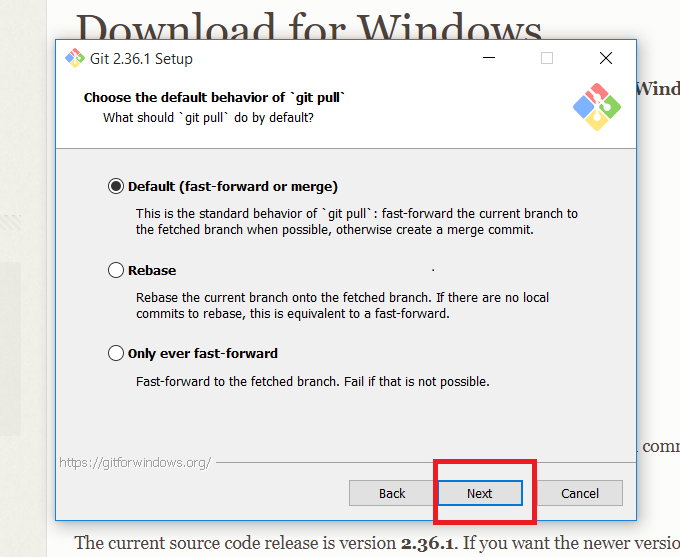 Download for Windows
Git 2.36.1 Setup
Choose the default behavior of `git pull`
What should `git pull` do by default?
Wind
Default (fast-forward or merge)
This is the standard behavior of `git pull`: fast-forward the current branch to
the fetched branch when possible, otherwise create a merge commit.
Rebase
Rebase the current branch onto the fetched branch. If there are no local
commits to rebase, this is equivalent to a fast-forward.
Only ever fast-forward
Fast-forward to the fetched branch. Fail if that is not possible.
comm
https://gitforwindows.org/
Back
Next
Cancel
The current source code release is version 2.36.1. If you want the newer versio